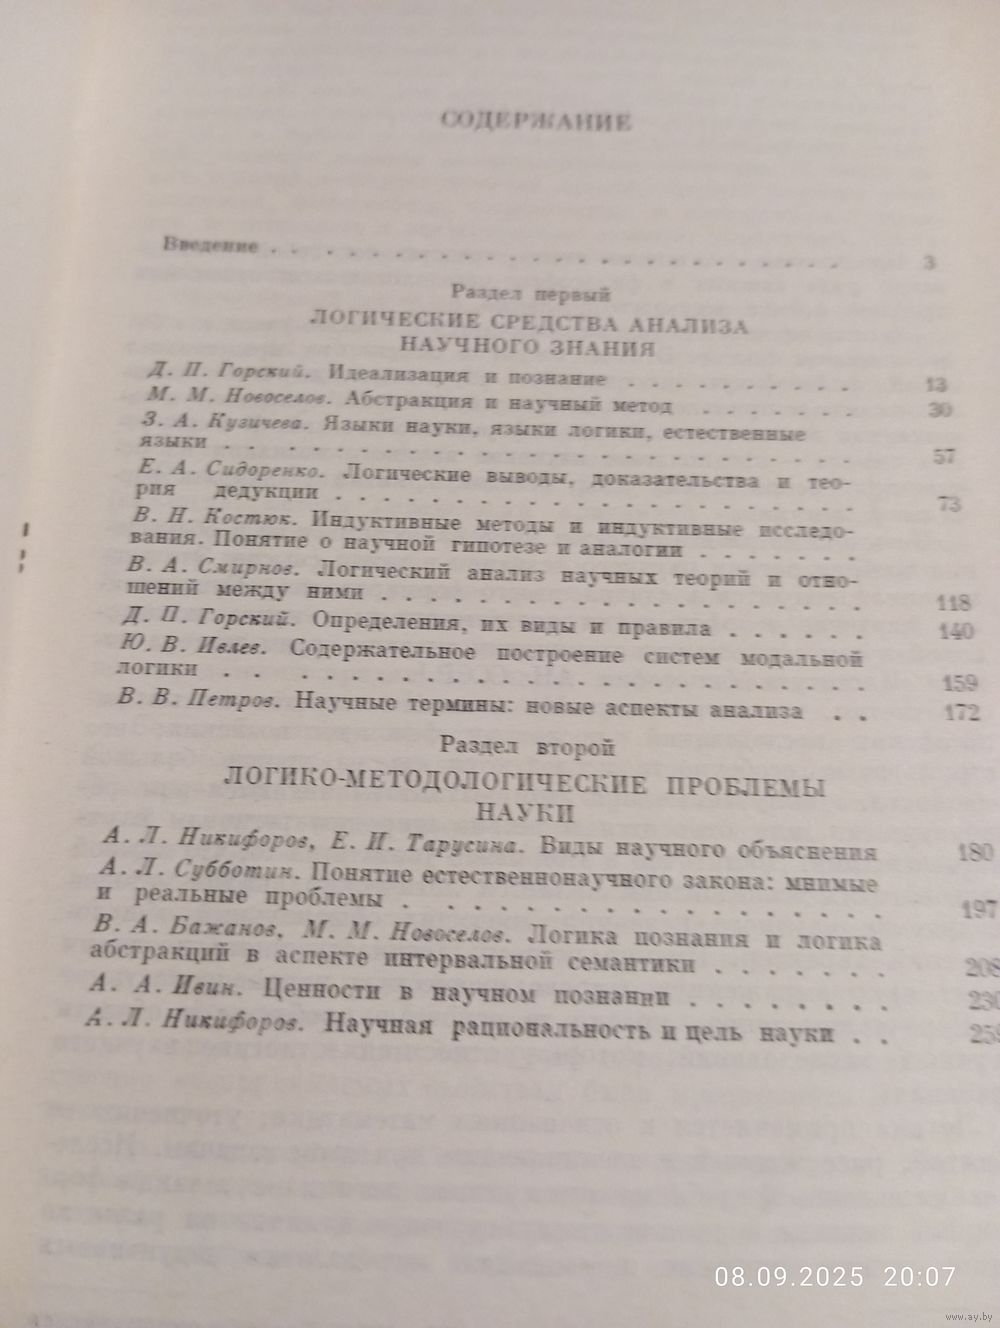 СОДЕРЖАНИЕ
Введение . . . . . . . . . . . . . . . . . . . . . . . . . 3
Раздел первый
ЛОГИЧЕСКИЕ СРЕДСТВА АНАЛИЗА
НАУЧНОГО ЗНАНИЯ
Д. П. Горский. Идеализация и познание . . . . . . . . . . 13
М. М. Новоселов. Абстракция и научный метод . . . . . . . 30
З. А. Кузичева. Языки науки, языки логики, естественные
языки . . . . . . . . . . . . . . . . . . . . . . . . . . . 57
Е. А. Сидоренко. Логические выводы, доказательства и тео-
рия дедукции . . . . . . . . . . . . . . . . . . . . . . . 73
В. Н. Костюк. Индуктивные методы и индуктивные исследо-
вания. Понятие о научной гипотезе и аналогии . . . . . . .
В. А. Смирнов. Логический анализ научных теорий и отно-
шений между ними . . . . . . . . . . . . . . . . . . . . 118
Д. П. Горский. Определения, их виды и правила . . . . . . 140
Ю. В. Ивлев. Содержательное построение систем модальной
логики . . . . . . . . . . . . . . . . . . . . . . . . . . 159
В. В. Петров. Научные термины: новые аспекты анализа . . 172
Раздел второй
ЛОГИКО-МЕТОДОЛОГИЧЕСКИЕ ПРОБЛЕМЫ
НАУКИ
А. Л. Никифоров, Е. И. Тарусина. Виды научного объяснения 180
А. Л. Субботин. Понятие естественнонаучного закона: мнимые
и реальные проблемы . . . . . . . . . . . . . . . . . . . 197
В. А. Бажанов, М. М. Новоселов. Логика познания и логика
абстракций в аспекте интервальной семантики . . . . . . . 208
А. А. Ивин. Ценности в научном познании . . . . . . . . .
А. Л. Никифоров. Научная рациональность и цель науки . .
08.09.2025 20:07
www.ay.by